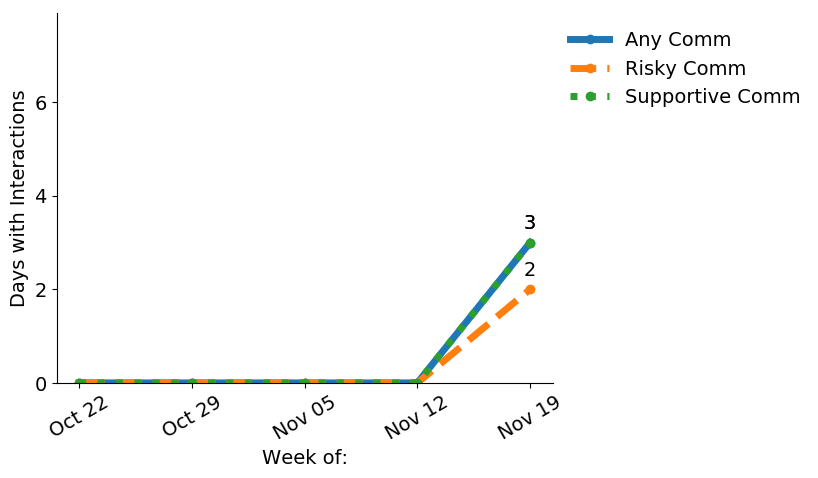 Any Comm
Risky Comm
Supportive Comm
Days with Interactions
6
4
2
0
3
2
Oct 22
Oct 29
Nov 05
Nov 12
Nov 19
Week of: